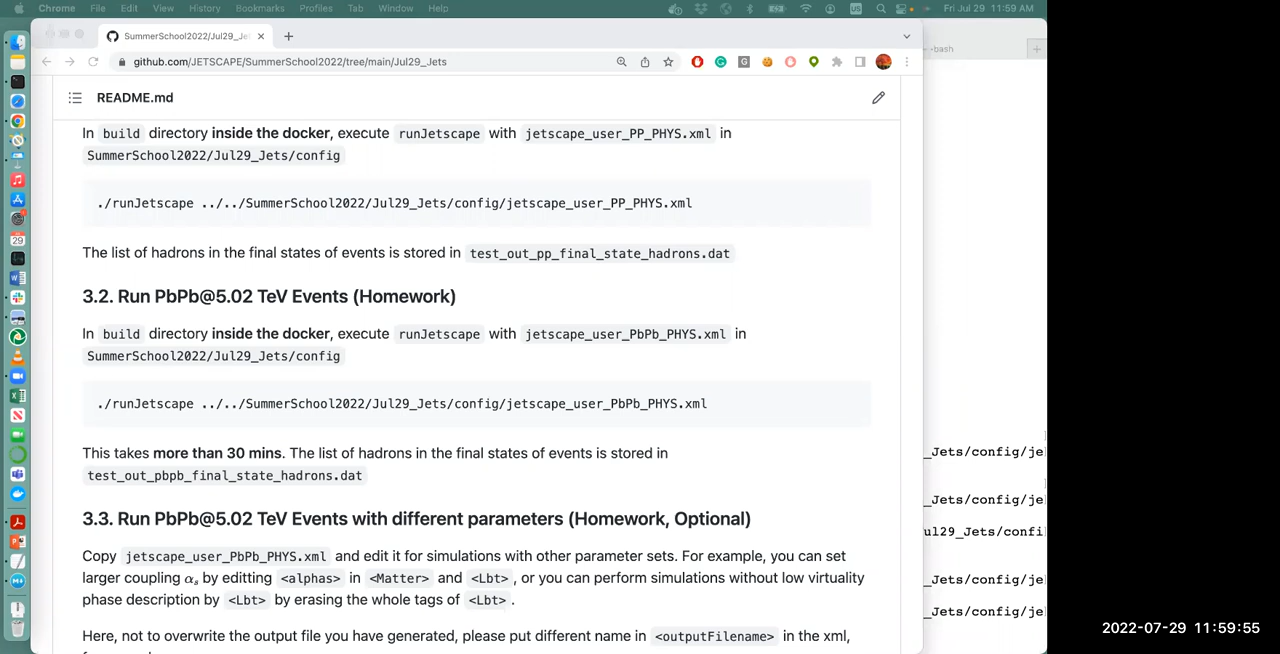 Chrome File Edit View History Bookmarks Profiles Tab Window Help Fri Jul 29 11:59 AM
SummerSchool2022/Jul29_Je
-bash
github.com/JETSCAPE/SummerSchool2022/tree/main/Jul29_Jets
README.md
In build directory inside the docker, execute runJetscape with jetscape_user_PP_PHYS.xml in
SummerSchool2022/Jul29_Jets/config
./runJetscape ../../SummerSchool2022/Jul29_Jets/config/jetscape_user_PP_PHYS.xml
The list of hadrons in the final states of events is stored in test_out_pp_final_state_hadrons.dat
3.2. Run PbPb@5.02 TeV Events (Homework)
In build directory inside the docker, execute runJetscape with jetscape_user_PbPb_PHYS.xml in
SummerSchool2022/Jul29_Jets/config
./runJetscape ../../SummerSchool2022/Jul29_Jets/config/jetscape_user_PbPb_PHYS.xml
This takes more than 30 mins. The list of hadrons in the final states of events is stored in
test_out_pbpb_final_state_hadrons.dat
3.3. Run PbPb@5.02 TeV Events with different parameters (Homework, Optional)
Copy jetscape_user_PbPb_PHYS.xml and edit it for simulations with other parameter sets. For example, you can set
larger coupling αs by editting <alphas> in <Matter> and <Lbt>, or you can perform simulations without low virtuality
phase description by <Lbt> by erasing the whole tags of <Lbt>.
Here, not to overwrite the output file you have generated, please put different name in <outputFilename> in the xml,
_Jets/config/je
_Jets/config/je
ul29_Jets/confi
_Jets/config/je
_Jets/config/je
2022-07-29 11:59:55